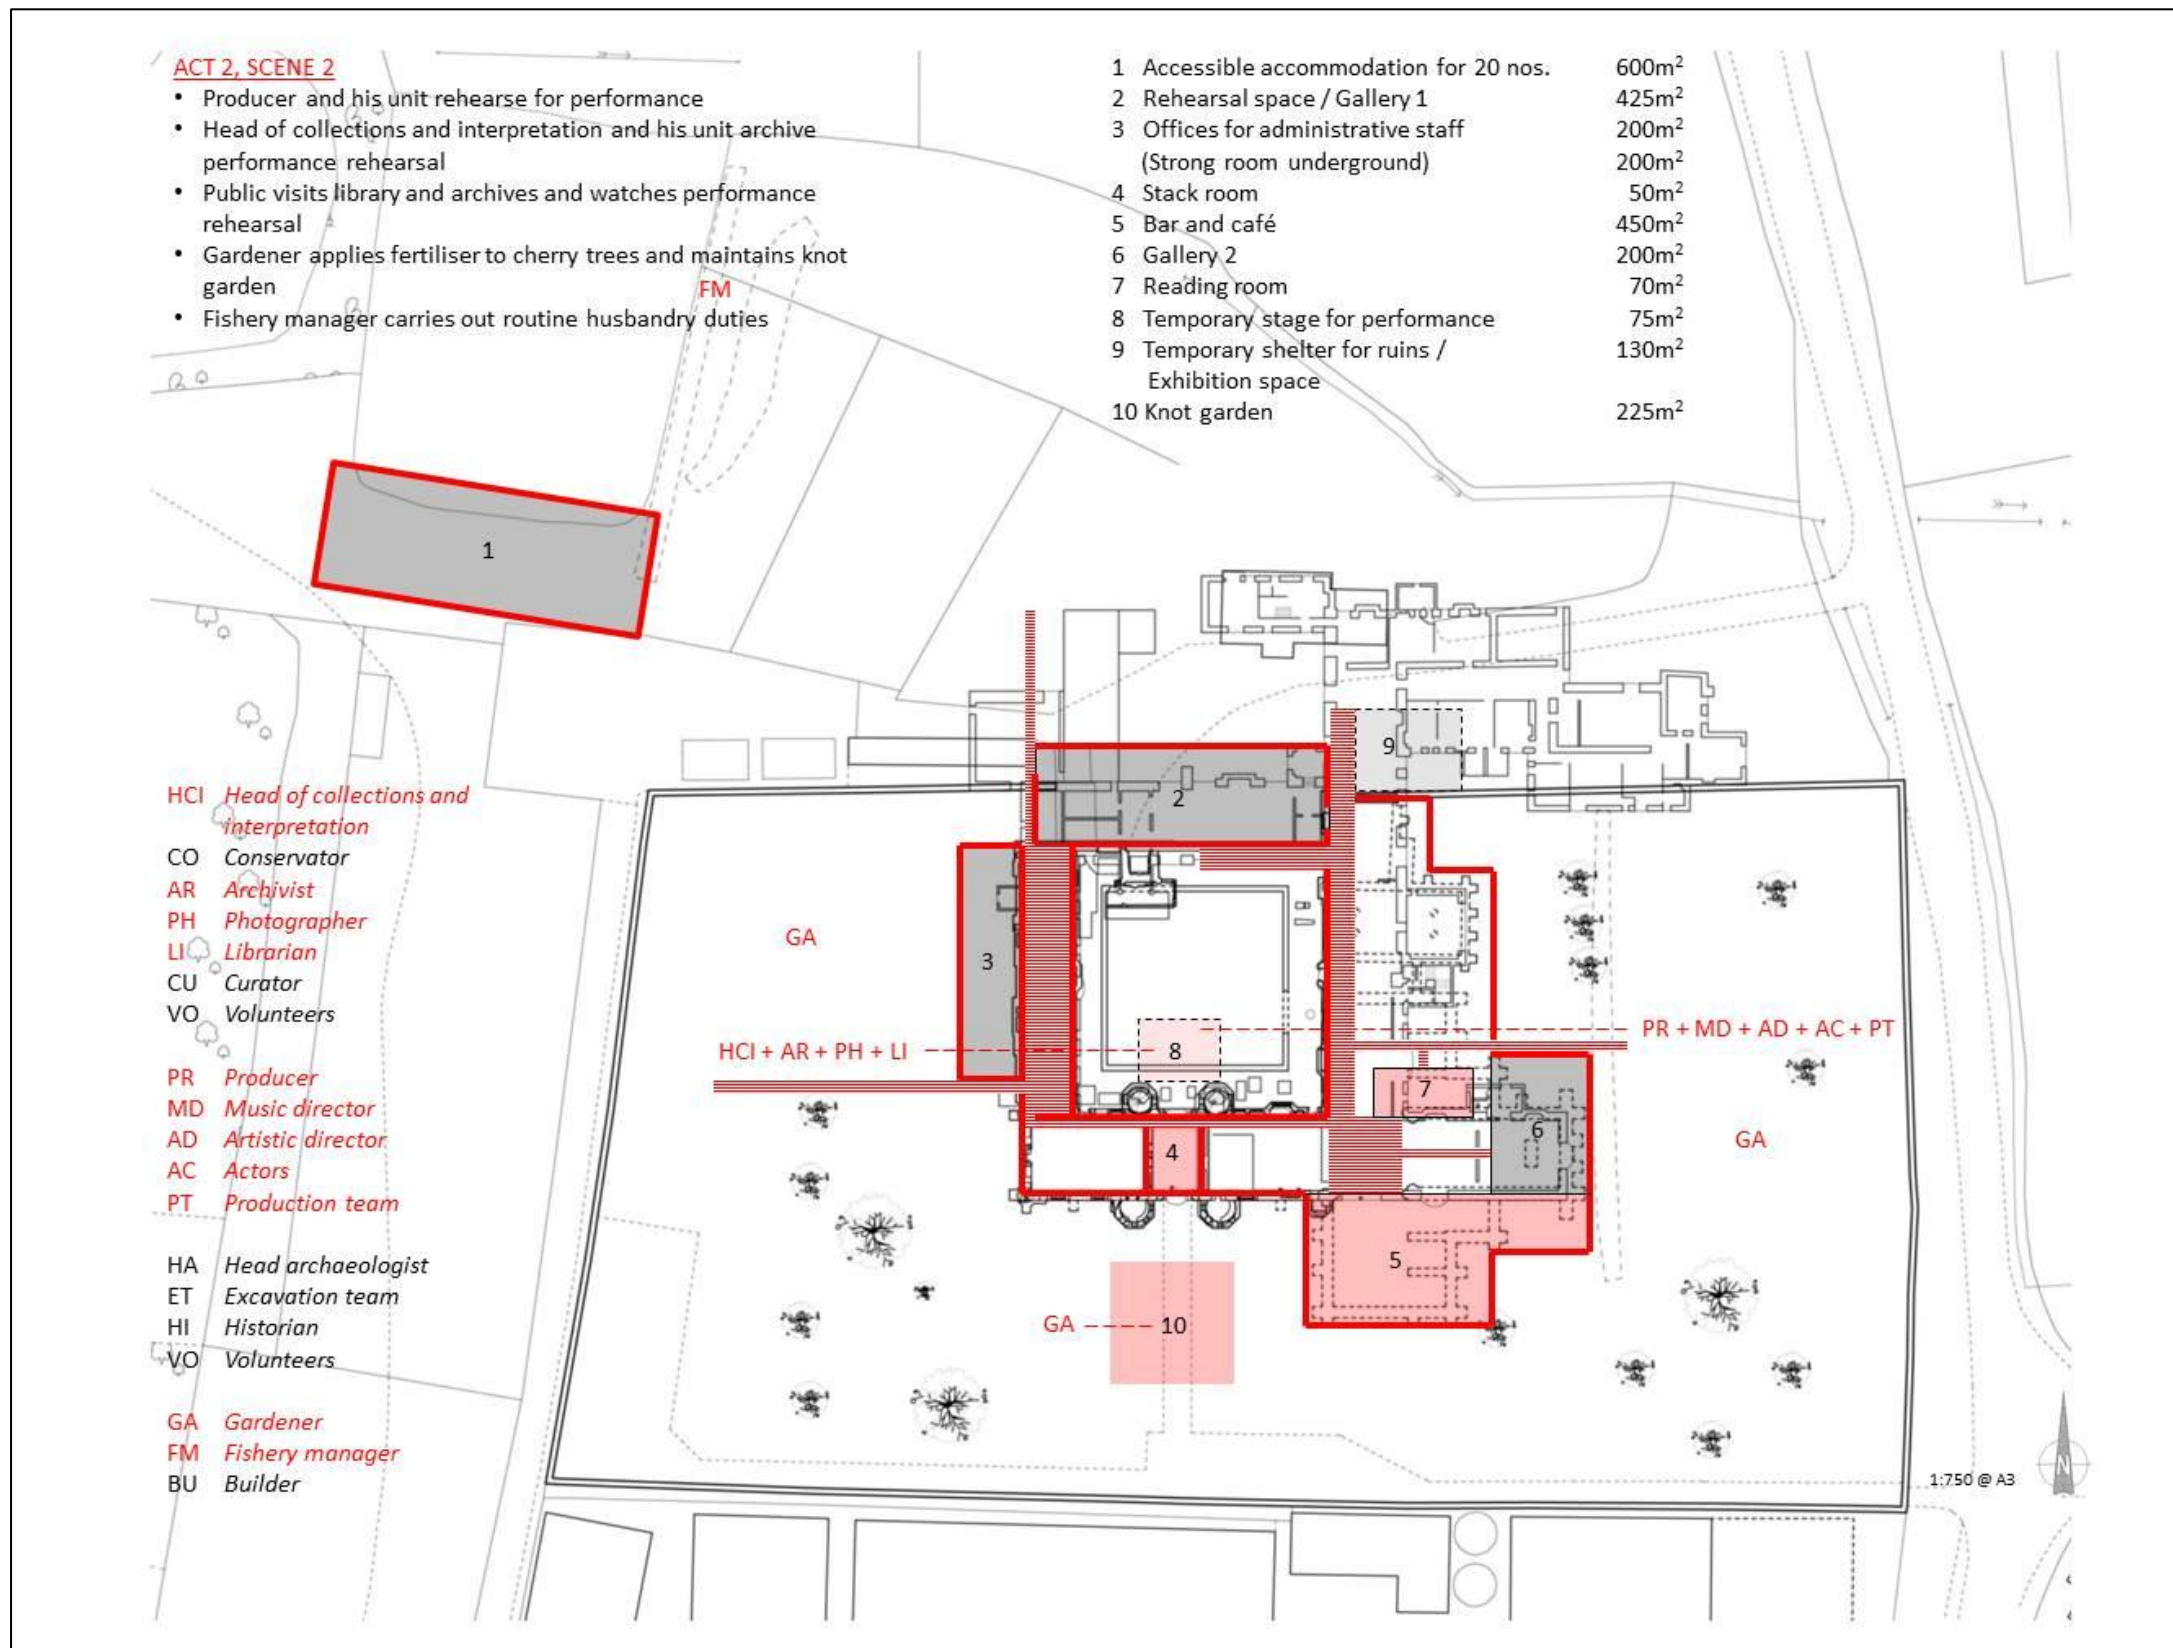 ACT 2, SCENE 2
• Producer and his unit rehearse for performance
• Head of collections and interpretation and his unit archive
performance rehearsal
• Public visits library and archives and watches performance
rehearsal
• Gardener applies fertiliser to cherry trees and maintains knot
garden
• Fishery manager carries out routine husbandry duties
1 Accessible accommodation for 20 nos. 600m²
2 Rehearsal space / Gallery 1 425m²
3 Offices for administrative staff 200m²
(Strong room underground) 200m²
4 Stack room 50m²
5 Bar and café 450m²
6 Gallery 2 200m²
7 Reading room 70m²
8 Temporary stage for performance 75m²
9 Temporary shelter for ruins / 130m²
Exhibition space
10 Knot garden 225m²
FM
1
9
2
HCI Head of collections and
interpretation
CO Conservator
AR Archivist
PH Photographer
LI Librarian
CU Curator
VO Volunteers
PR Producer
MD Music director
AD Artistic director
AC Actors
PT Production team
HA Head archaeologist
ET Excavation team
HI Historian
VO Volunteers
GA Gardener
FM Fishery manager
BU Builder
GA
3
HCI + AR + PH + LI
8
PR + MD + AD + AC + PT
7
6
GA
4
5
GA
10
1:750 @ A3
N